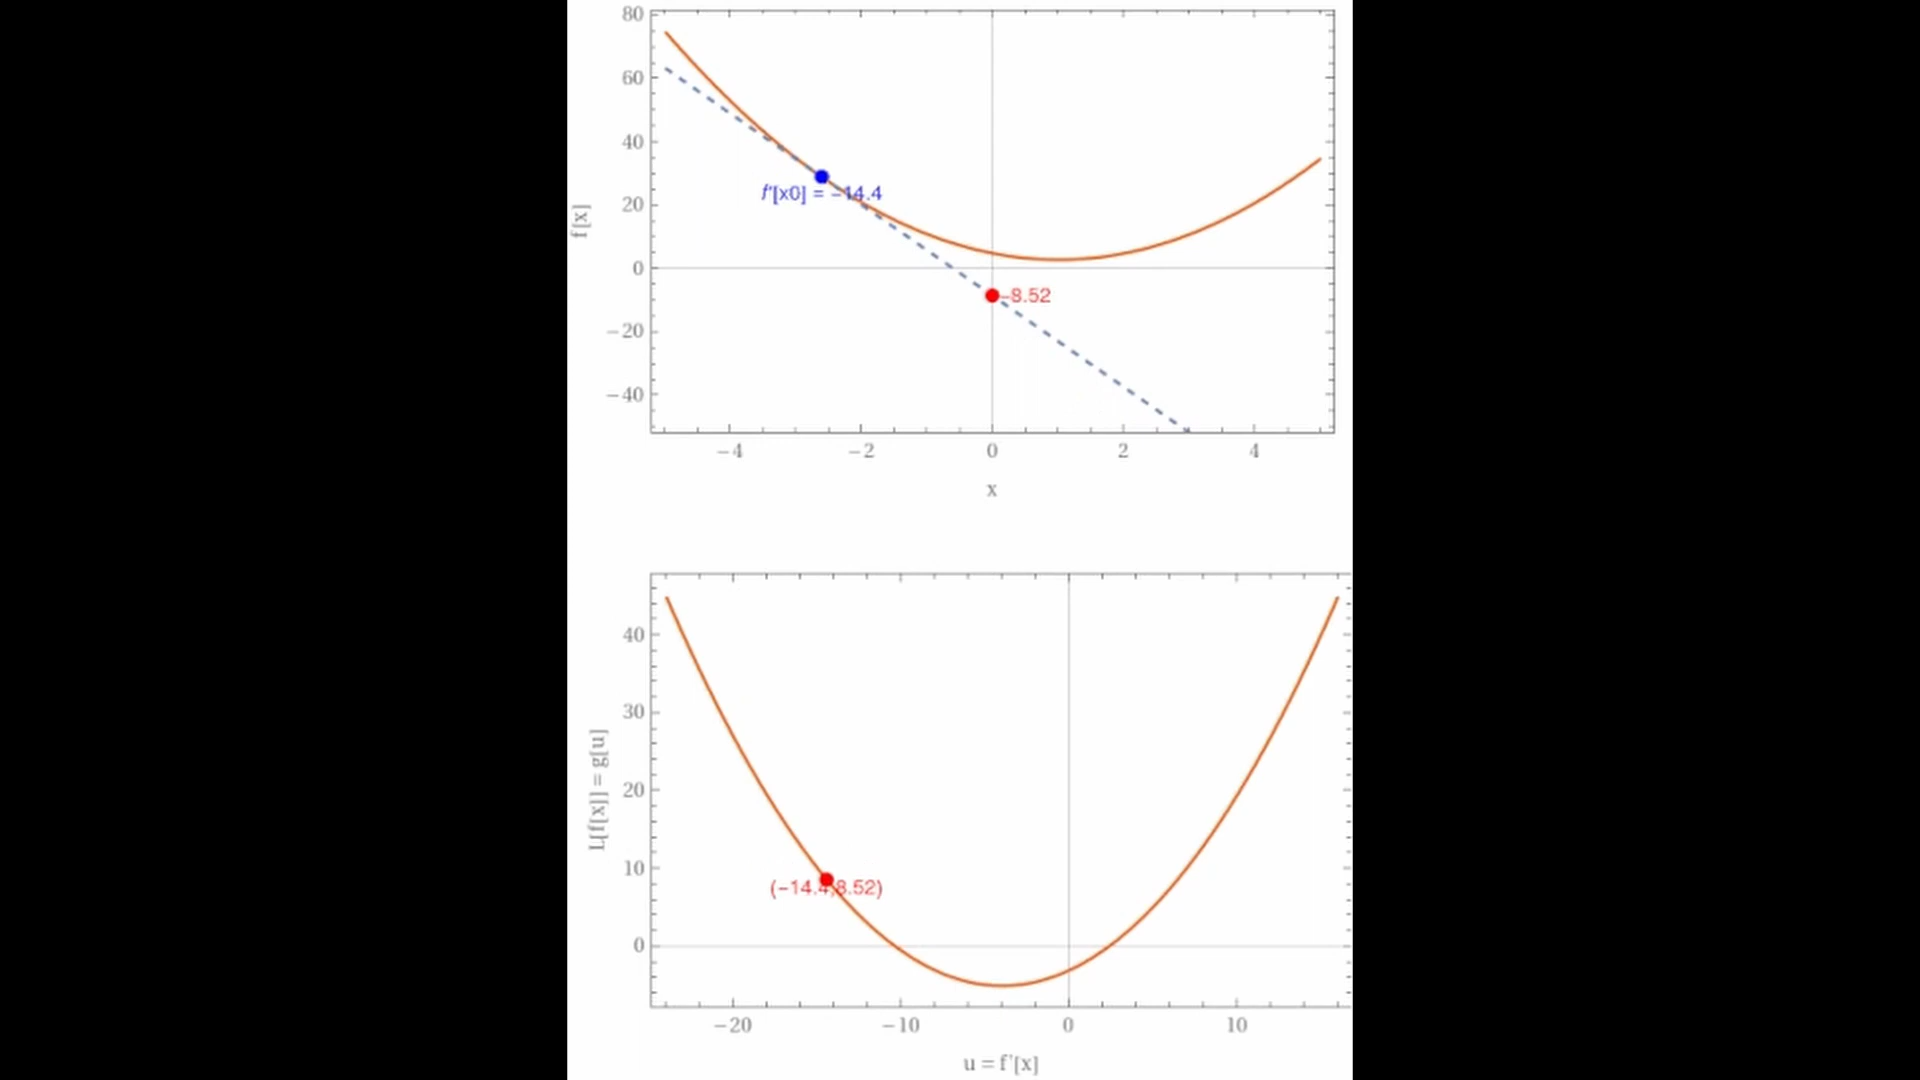 80
60
40
20
0
−20
−40
f[x]
f'[x0] = −14.4
−8.52
−4 −2 0 2 4
x
40
30
20
10
0
L[f[x]] = g[u]
(−14.4,8.52)
−20 −10 0 10
u = f'[x]